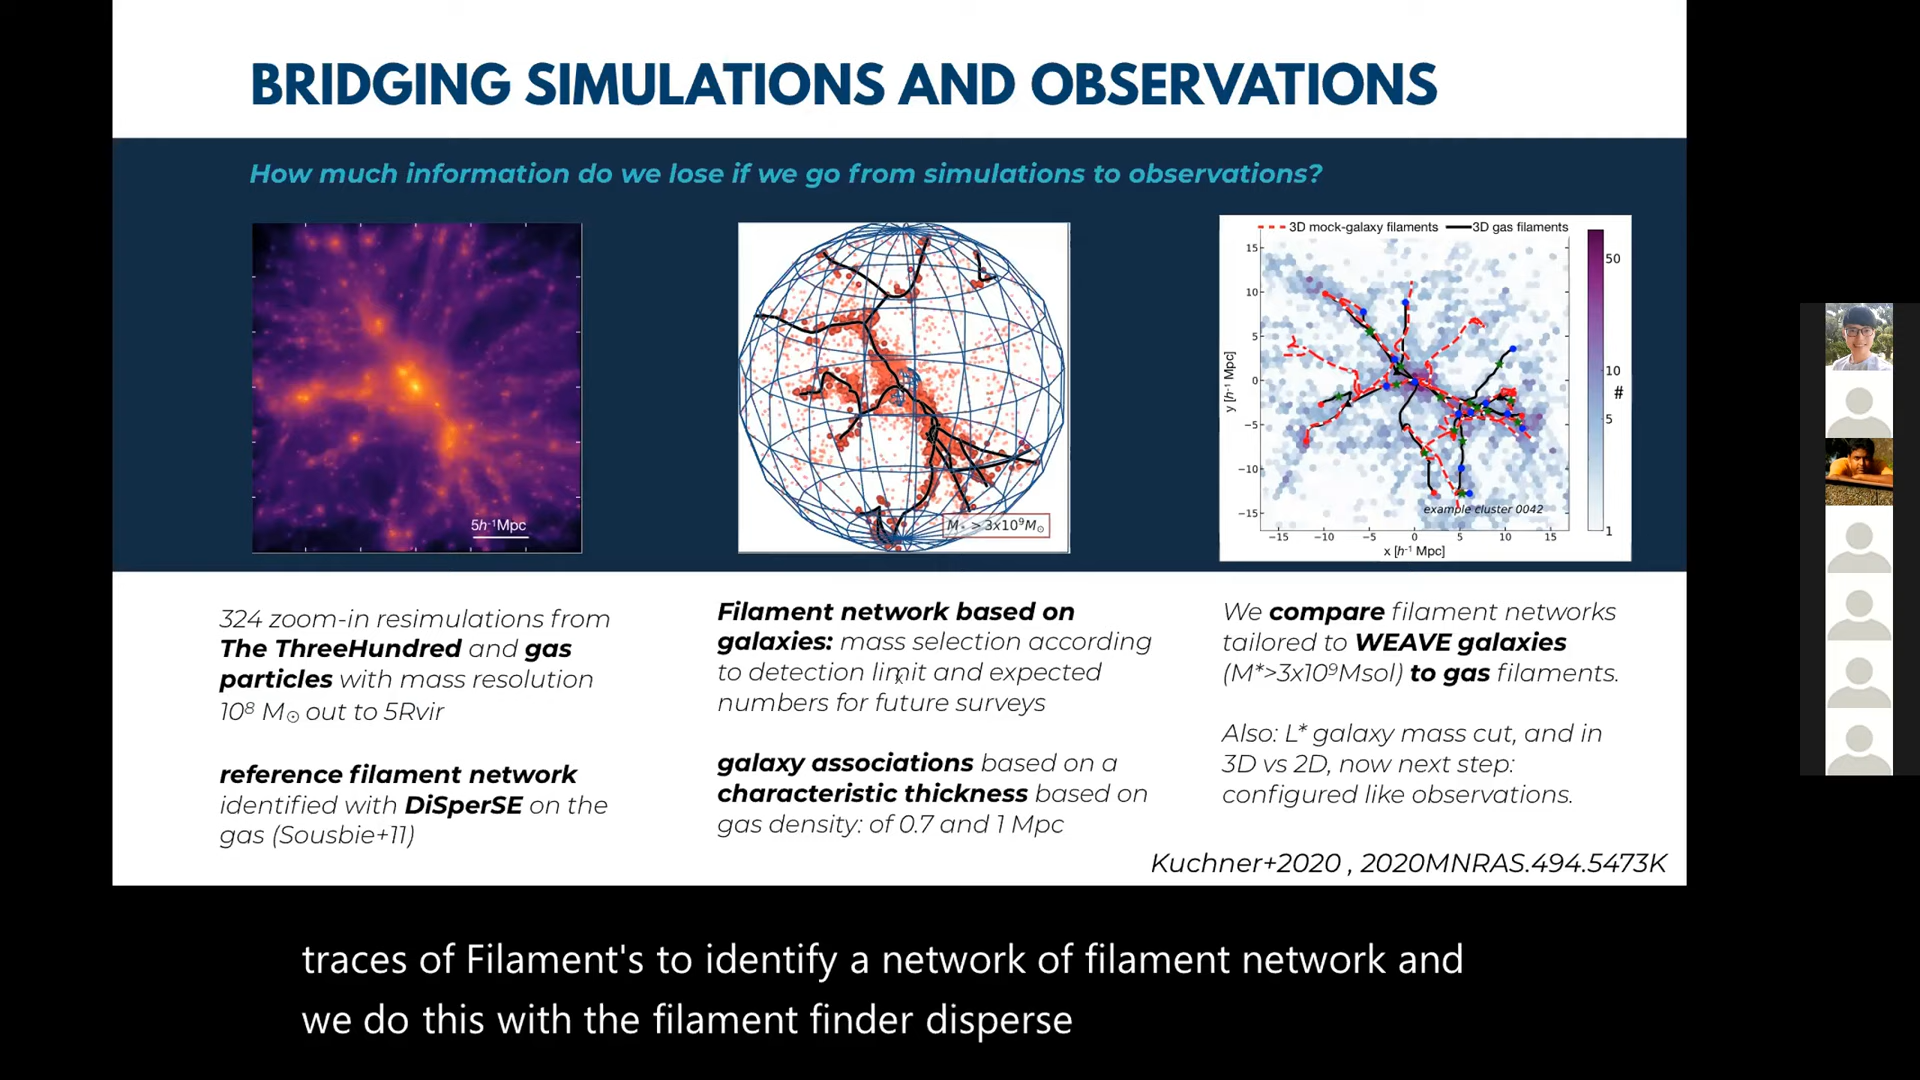 BRIDGING SIMULATIONS AND OBSERVATIONS
How much information do we lose if we go from simulations to observations?
5h⁻¹Mpc
M* > 3x10⁹M☉
3D mock-galaxy filaments
3D gas filaments
15
10
5
0
−5
−10
−15
y [h⁻¹ Mpc]
−15 −10 −5 0 5 10 15
x [h⁻¹ Mpc]
example cluster 0042
50
10
#
5
1
324 zoom-in resimulations from
The ThreeHundred and gas
particles with mass resolution
10⁸ M☉ out to 5Rvir
reference filament network
identified with DiSperSE on the
gas (Sousbie+11)
Filament network based on
galaxies: mass selection according
to detection limit and expected
numbers for future surveys
galaxy associations based on a
characteristic thickness based on
gas density: of 0.7 and 1 Mpc
We compare filament networks
tailored to WEAVE galaxies
(M*>3x10⁹Msol) to gas filaments.
Also: L* galaxy mass cut, and in
3D vs 2D, now next step:
configured like observations.
Kuchner+2020 , 2020MNRAS.494.5473K
traces of Filament's to identify a network of filament network and
we do this with the filament finder disperse